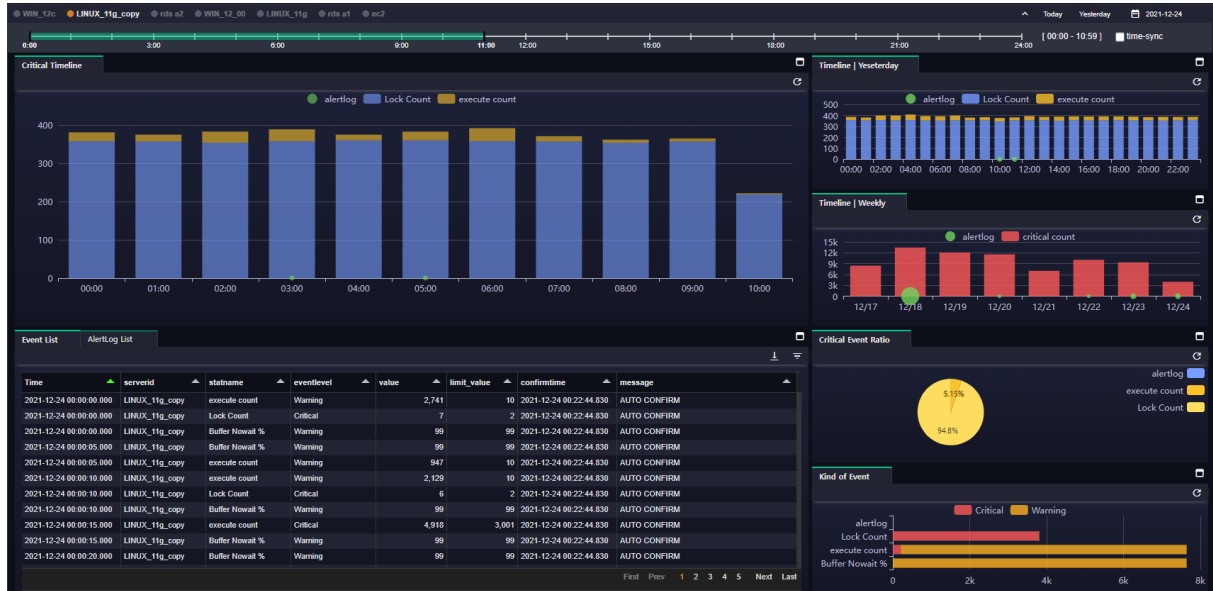 WIN_12c LINUX_11g_copy rds a2 WIN_12_00 LINUX_11g rds a1 ec2 Today Yesterday 2021-12-24
0:00 3:00 6:00 9:00 11:00 12:00 15:00 18:00 21:00 24:00 [ 00:00 - 10:59 ] time-sync
Critical Timeline
alertlog Lock Count execute count
400
300
200
100
0
00:00 01:00 02:00 03:00 04:00 05:00 06:00 07:00 08:00 09:00 10:00
Timeline | Yeseterday
alertlog Lock Count execute count
500
400
300
200
100
0
00:00 02:00 04:00 06:00 08:00 10:00 12:00 14:00 16:00 18:00 20:00 22:00
Timeline | Weekly
alertlog critical count
15k
12k
9k
6k
3k
0
12/17 12/18 12/19 12/20 12/21 12/22 12/23 12/24
Event List AlertLog List
Time serverid statname eventlevel value limit_value confirmtime message
2021-12-24 00:00:00.000 LINUX_11g_copy execute count Warning 2,741 10 2021-12-24 00:22:44.830 AUTO CONFIRM
2021-12-24 00:00:00.000 LINUX_11g_copy Lock Count Critical 7 2 2021-12-24 00:22:44.830 AUTO CONFIRM
2021-12-24 00:00:00.000 LINUX_11g_copy Buffer Nowait % Warning 99 99 2021-12-24 00:22:44.830 AUTO CONFIRM
2021-12-24 00:00:05.000 LINUX_11g_copy Buffer Nowait % Warning 99 99 2021-12-24 00:22:44.830 AUTO CONFIRM
2021-12-24 00:00:05.000 LINUX_11g_copy execute count Warning 947 10 2021-12-24 00:22:44.830 AUTO CONFIRM
2021-12-24 00:00:10.000 LINUX_11g_copy execute count Warning 2,129 10 2021-12-24 00:22:44.830 AUTO CONFIRM
2021-12-24 00:00:10.000 LINUX_11g_copy Lock Count Critical 6 2 2021-12-24 00:22:44.830 AUTO CONFIRM
2021-12-24 00:00:10.000 LINUX_11g_copy Buffer Nowait % Warning 99 99 2021-12-24 00:22:44.830 AUTO CONFIRM
2021-12-24 00:00:15.000 LINUX_11g_copy execute count Critical 4,918 3,001 2021-12-24 00:22:44.830 AUTO CONFIRM
2021-12-24 00:00:15.000 LINUX_11g_copy Buffer Nowait % Warning 99 99 2021-12-24 00:22:44.830 AUTO CONFIRM
2021-12-24 00:00:20.000 LINUX_11g_copy Buffer Nowait % Warning 99 99 2021-12-24 00:22:44.830 AUTO CONFIRM
First Prev 1 2 3 4 5 Next Last
Critical Event Ratio
alertlog
execute count
Lock Count
5.15%
94.8%
Kind of Event
Critical Warning
alertlog
Lock Count
execute count
Buffer Nowait %
0 2k 4k 6k 8k